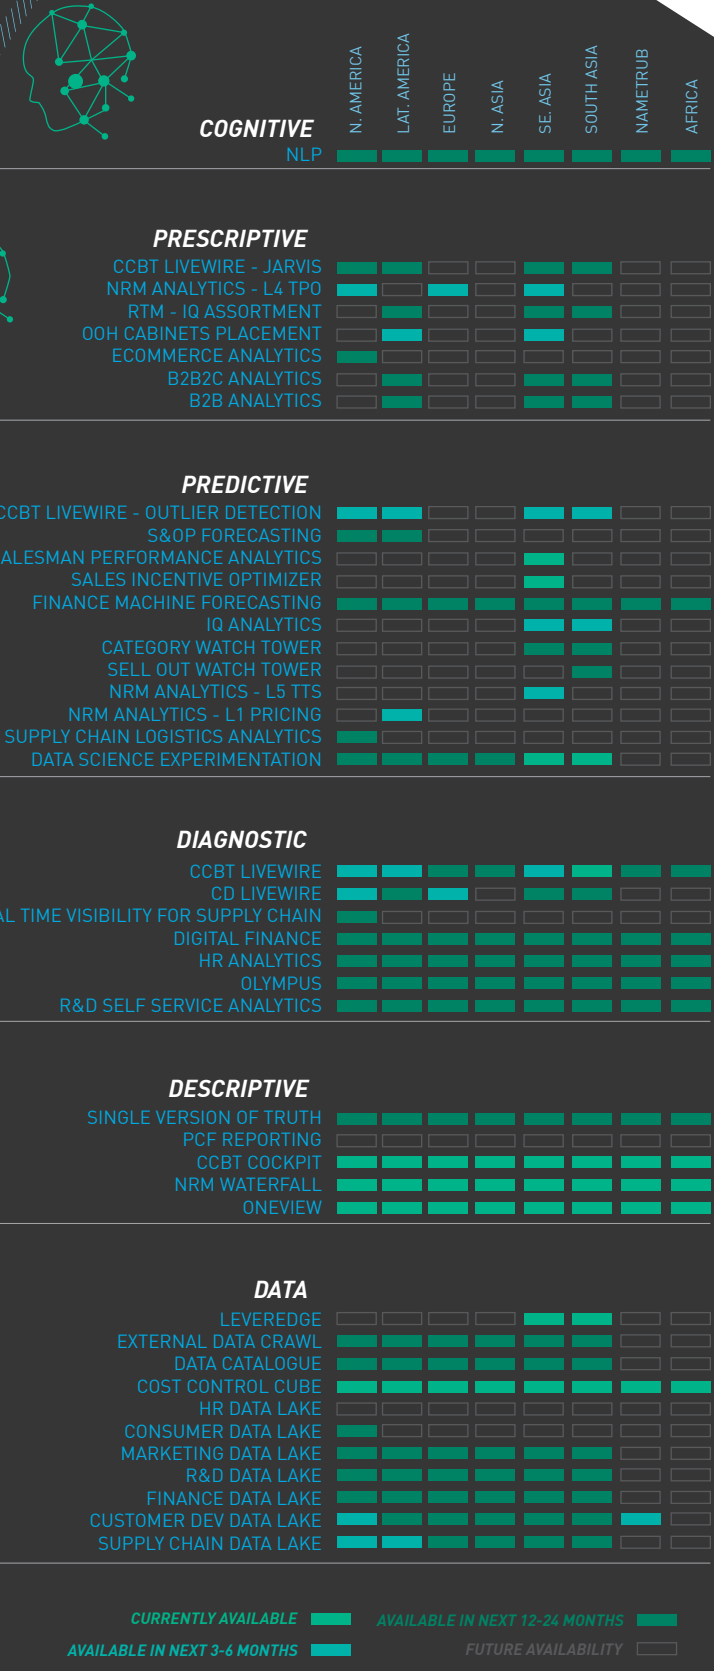 N. AMERICA
LAT. AMERICA
EUROPE
N. ASIA
SE. ASIA
SOUTH ASIA
NAMETRUB
AFRICA
COGNITIVE
NLP
PRESCRIPTIVE
CCBT LIVEWIRE - JARVIS
NRM ANALYTICS - L4 TPO
RTM - IQ ASSORTMENT
OOH CABINETS PLACEMENT
ECOMMERCE ANALYTICS
B2B2C ANALYTICS
B2B ANALYTICS
PREDICTIVE
CCBT LIVEWIRE - OUTLIER DETECTION
S&OP FORECASTING
ALESMAN PERFORMANCE ANALYTICS
SALES INCENTIVE OPTIMIZER
FINANCE MACHINE FORECASTING
IQ ANALYTICS
CATEGORY WATCH TOWER
SELL OUT WATCH TOWER
NRM ANALYTICS - L5 TTS
NRM ANALYTICS - L1 PRICING
SUPPLY CHAIN LOGISTICS ANALYTICS
DATA SCIENCE EXPERIMENTATION
DIAGNOSTIC
CCBT LIVEWIRE
CD LIVEWIRE
AL TIME VISIBILITY FOR SUPPLY CHAIN
DIGITAL FINANCE
HR ANALYTICS
OLYMPUS
R&D SELF SERVICE ANALYTICS
DESCRIPTIVE
SINGLE VERSION OF TRUTH
PCF REPORTING
CCBT COCKPIT
NRM WATERFALL
ONEVIEW
DATA
LEVEREDGE
EXTERNAL DATA CRAWL
DATA CATALOGUE
COST CONTROL CUBE
HR DATA LAKE
CONSUMER DATA LAKE
MARKETING DATA LAKE
R&D DATA LAKE
FINANCE DATA LAKE
CUSTOMER DEV DATA LAKE
SUPPLY CHAIN DATA LAKE
CURRENTLY AVAILABLE
AVAILABLE IN NEXT 12-24 MONTHS
AVAILABLE IN NEXT 3-6 MONTHS
FUTURE AVAILABILITY